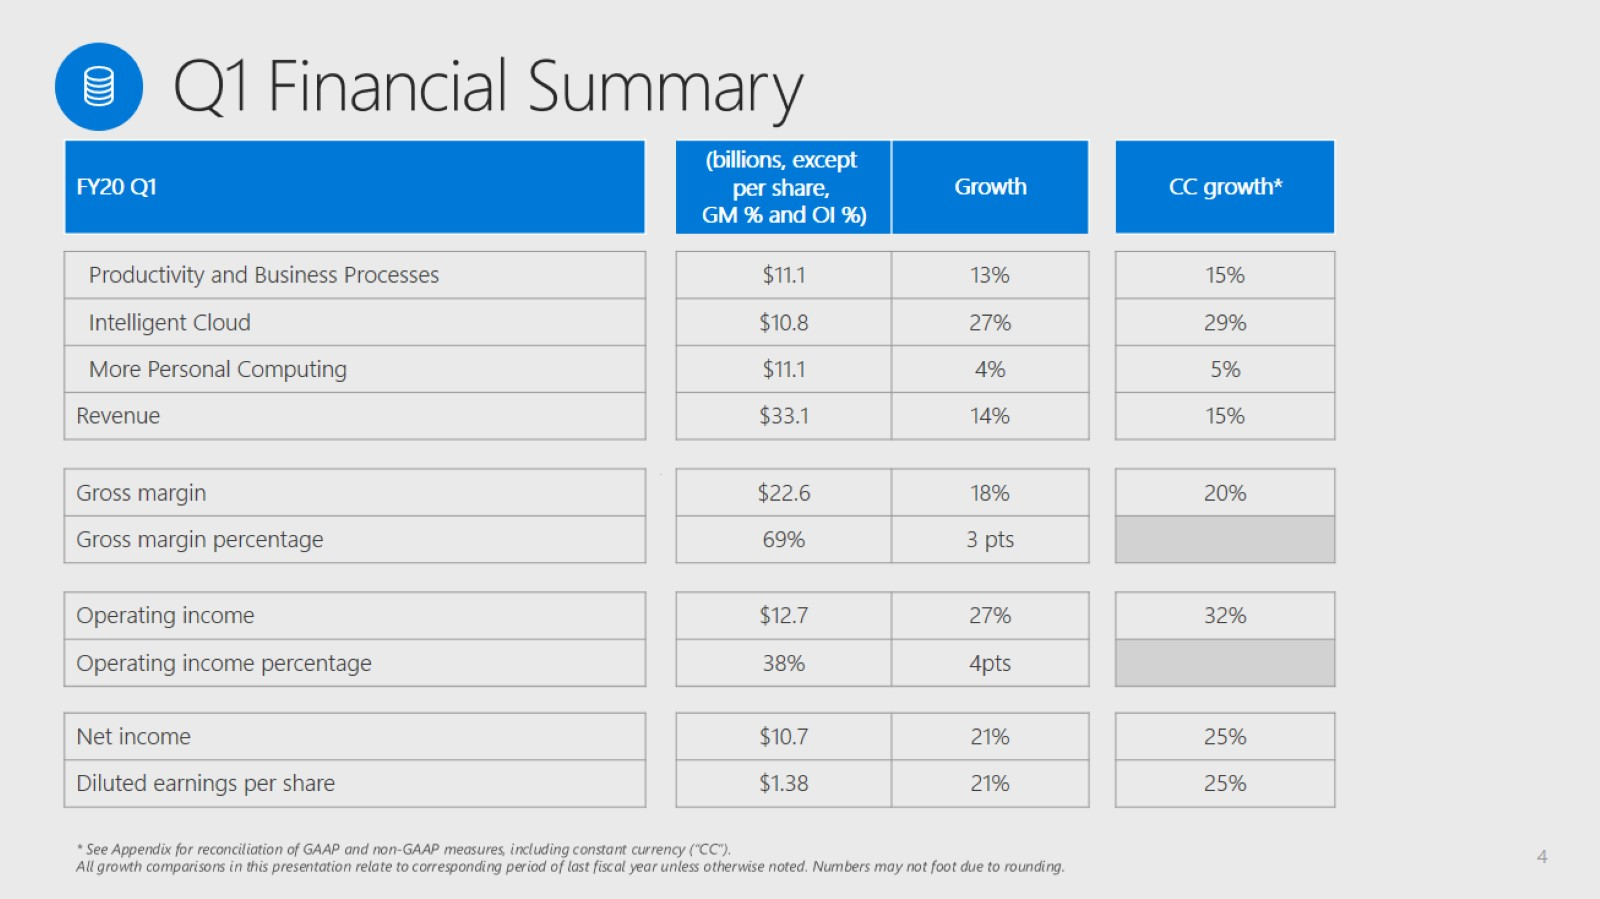 Q1 Financial Summary
FY20 Q1
(billions, except
per share,
GM % and OI %)
Growth
CC growth*
Productivity and Business Processes $11.1 13% 15%
Intelligent Cloud $10.8 27% 29%
More Personal Computing $11.1 4% 5%
Revenue $33.1 14% 15%
Gross margin $22.6 18% 20%
Gross margin percentage 69% 3 pts
Operating income $12.7 27% 32%
Operating income percentage 38% 4pts
Net income $10.7 21% 25%
Diluted earnings per share $1.38 21% 25%
* See Appendix for reconciliation of GAAP and non-GAAP measures, including constant currency ("CC").
All growth comparisons in this presentation relate to corresponding period of last fiscal year unless otherwise noted. Numbers may not foot due to rounding.
4